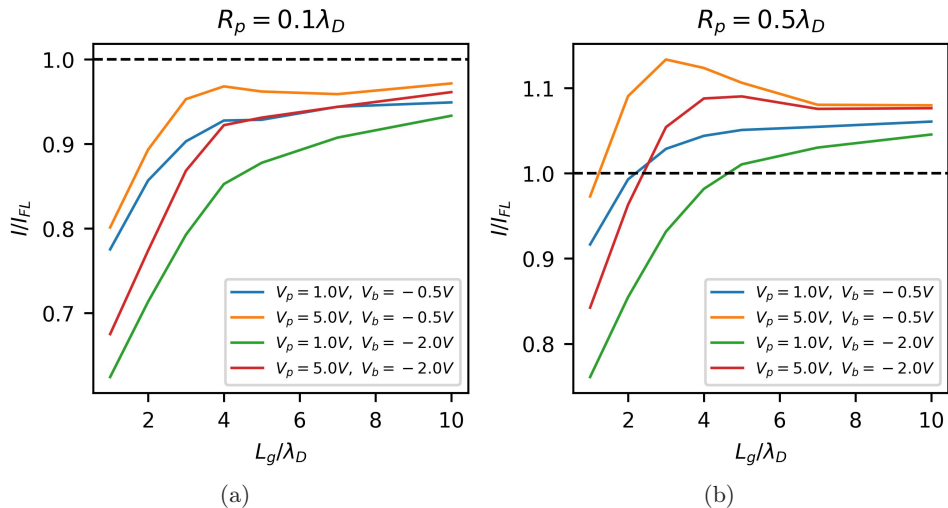 R_p = 0.1λ_D
1.0
0.9
0.8
0.7
I/I_FL
V_p = 1.0V, V_b = −0.5V
V_p = 5.0V, V_b = −0.5V
V_p = 1.0V, V_b = −2.0V
V_p = 5.0V, V_b = −2.0V
2 4 6 8 10
L_g/λ_D
(a)
R_p = 0.5λ_D
1.1
1.0
0.9
0.8
I/I_FL
V_p = 1.0V, V_b = −0.5V
V_p = 5.0V, V_b = −0.5V
V_p = 1.0V, V_b = −2.0V
V_p = 5.0V, V_b = −2.0V
2 4 6 8 10
L_g/λ_D
(b)